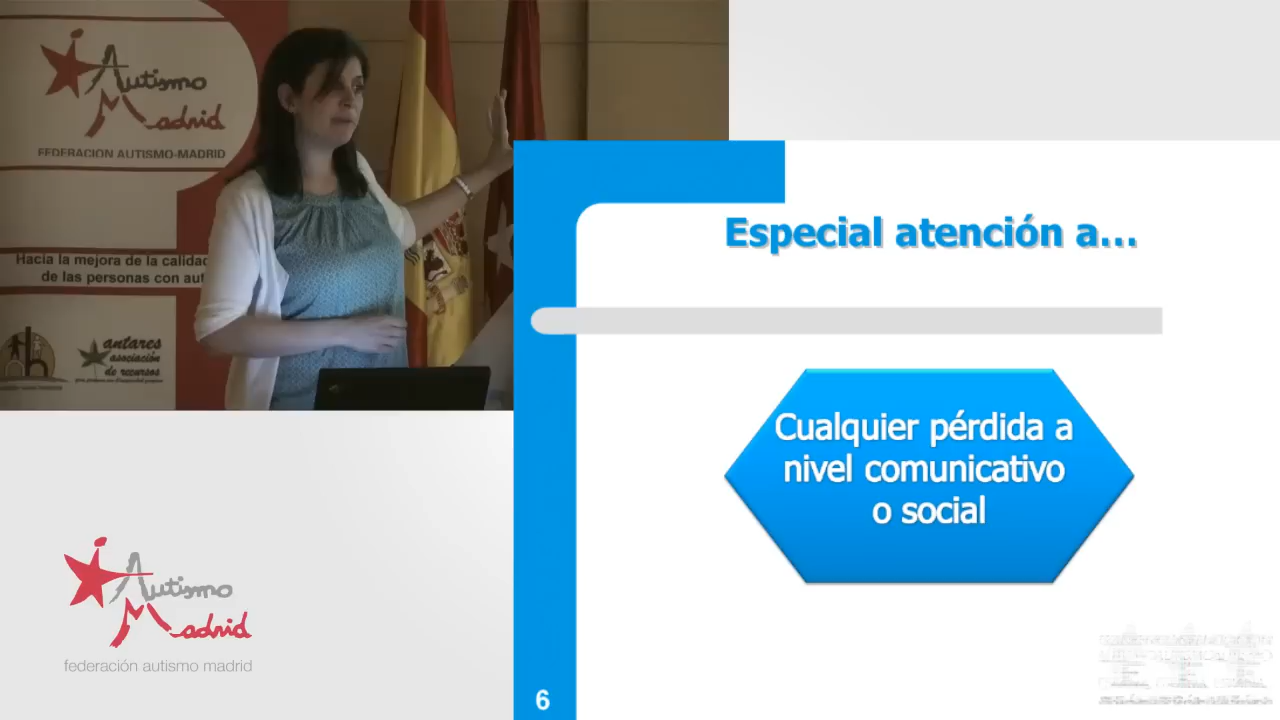 Autismo
Madrid
FEDERACIÓN AUTISMO-MADRID
Hacia la mejora de la calidad
de las personas con aut
antares
asociación
de recursos
Especial atención a...
Cualquier pérdida a
nivel comunicativo
o social
6
Autismo
Madrid
federación autismo madrid